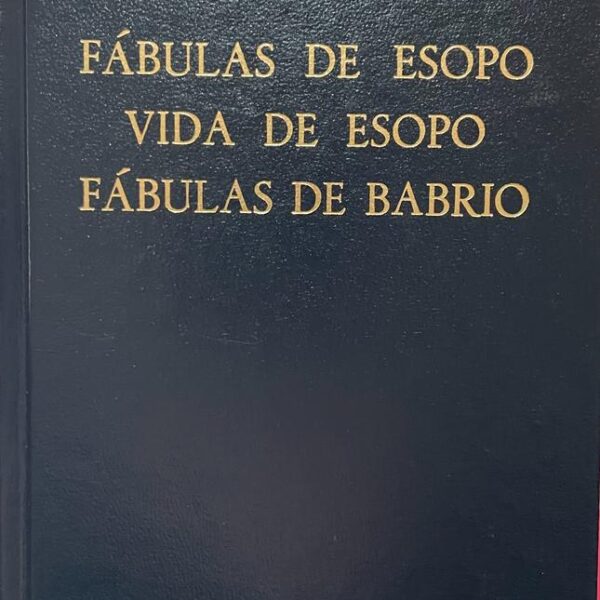 FÁBULAS DE ESOPO
VIDA DE ESOPO
FÁBULAS DE BABRIO